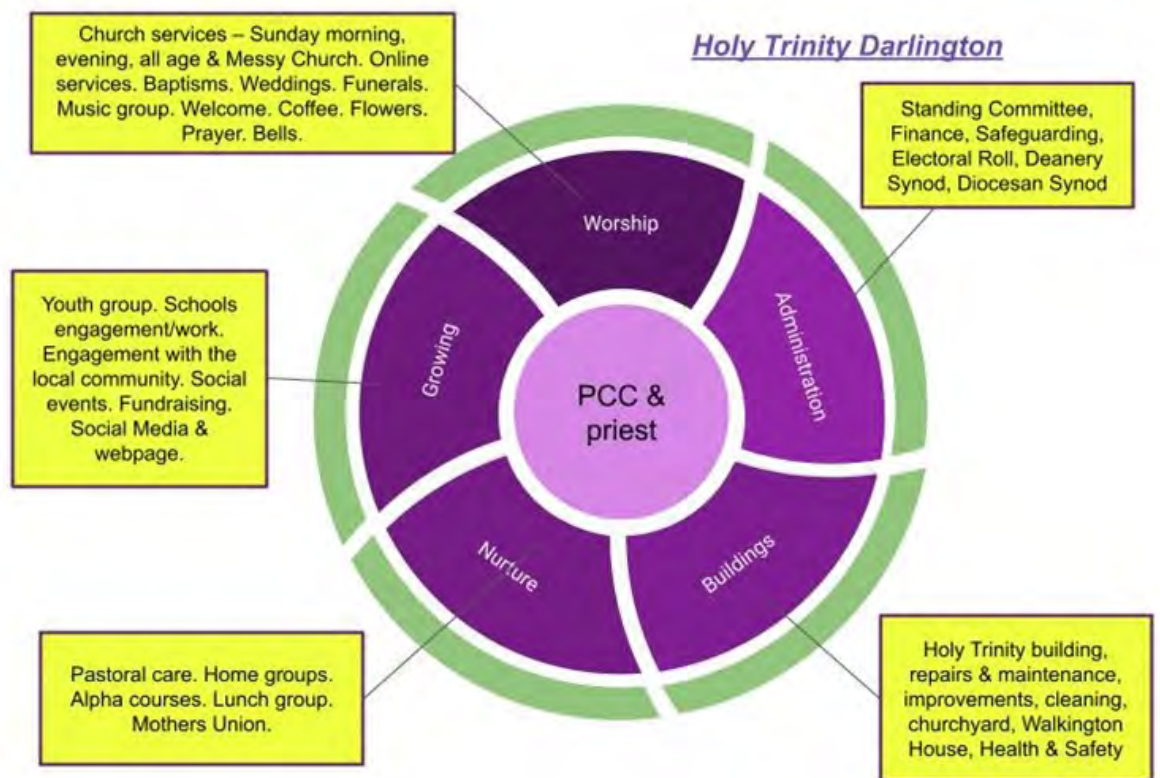 Holy Trinity Darlington
Church services – Sunday morning,
evening, all age & Messy Church. Online
services. Baptisms. Weddings. Funerals.
Music group. Welcome. Coffee. Flowers.
Prayer. Bells.
Standing Committee,
Finance, Safeguarding,
Electoral Roll, Deanery
Synod, Diocesan Synod
Worship
Administration
Growing
PCC &
priest
Nurture
Buildings
Youth group. Schools
engagement/work.
Engagement with the
local community. Social
events. Fundraising.
Social Media &
webpage.
Pastoral care. Home groups.
Alpha courses. Lunch group.
Mothers Union.
Holy Trinity building,
repairs & maintenance,
improvements, cleaning,
churchyard, Walkington
House, Health & Safety